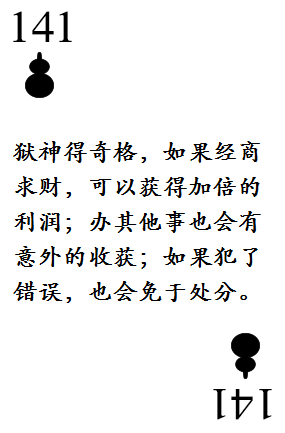 141
狱神得奇格，如果经商
求财，可以获得加倍的
利润；办其他事也会有
意外的收获；如果犯了
错误，也会免于处分。
141